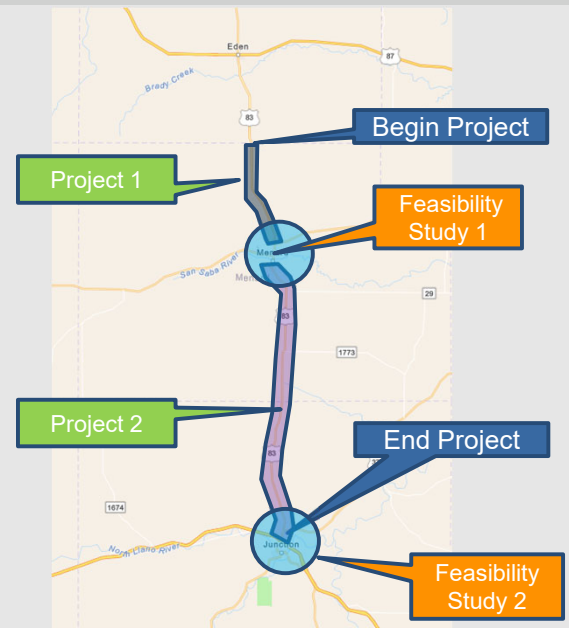 Eden
87
Brady Creek
83
Begin Project
Project 1
Feasibility
Study 1
San Saba River
29
83
1773
Project 2
End Project
83
1674
North Llano River
Junction
Feasibility
Study 2